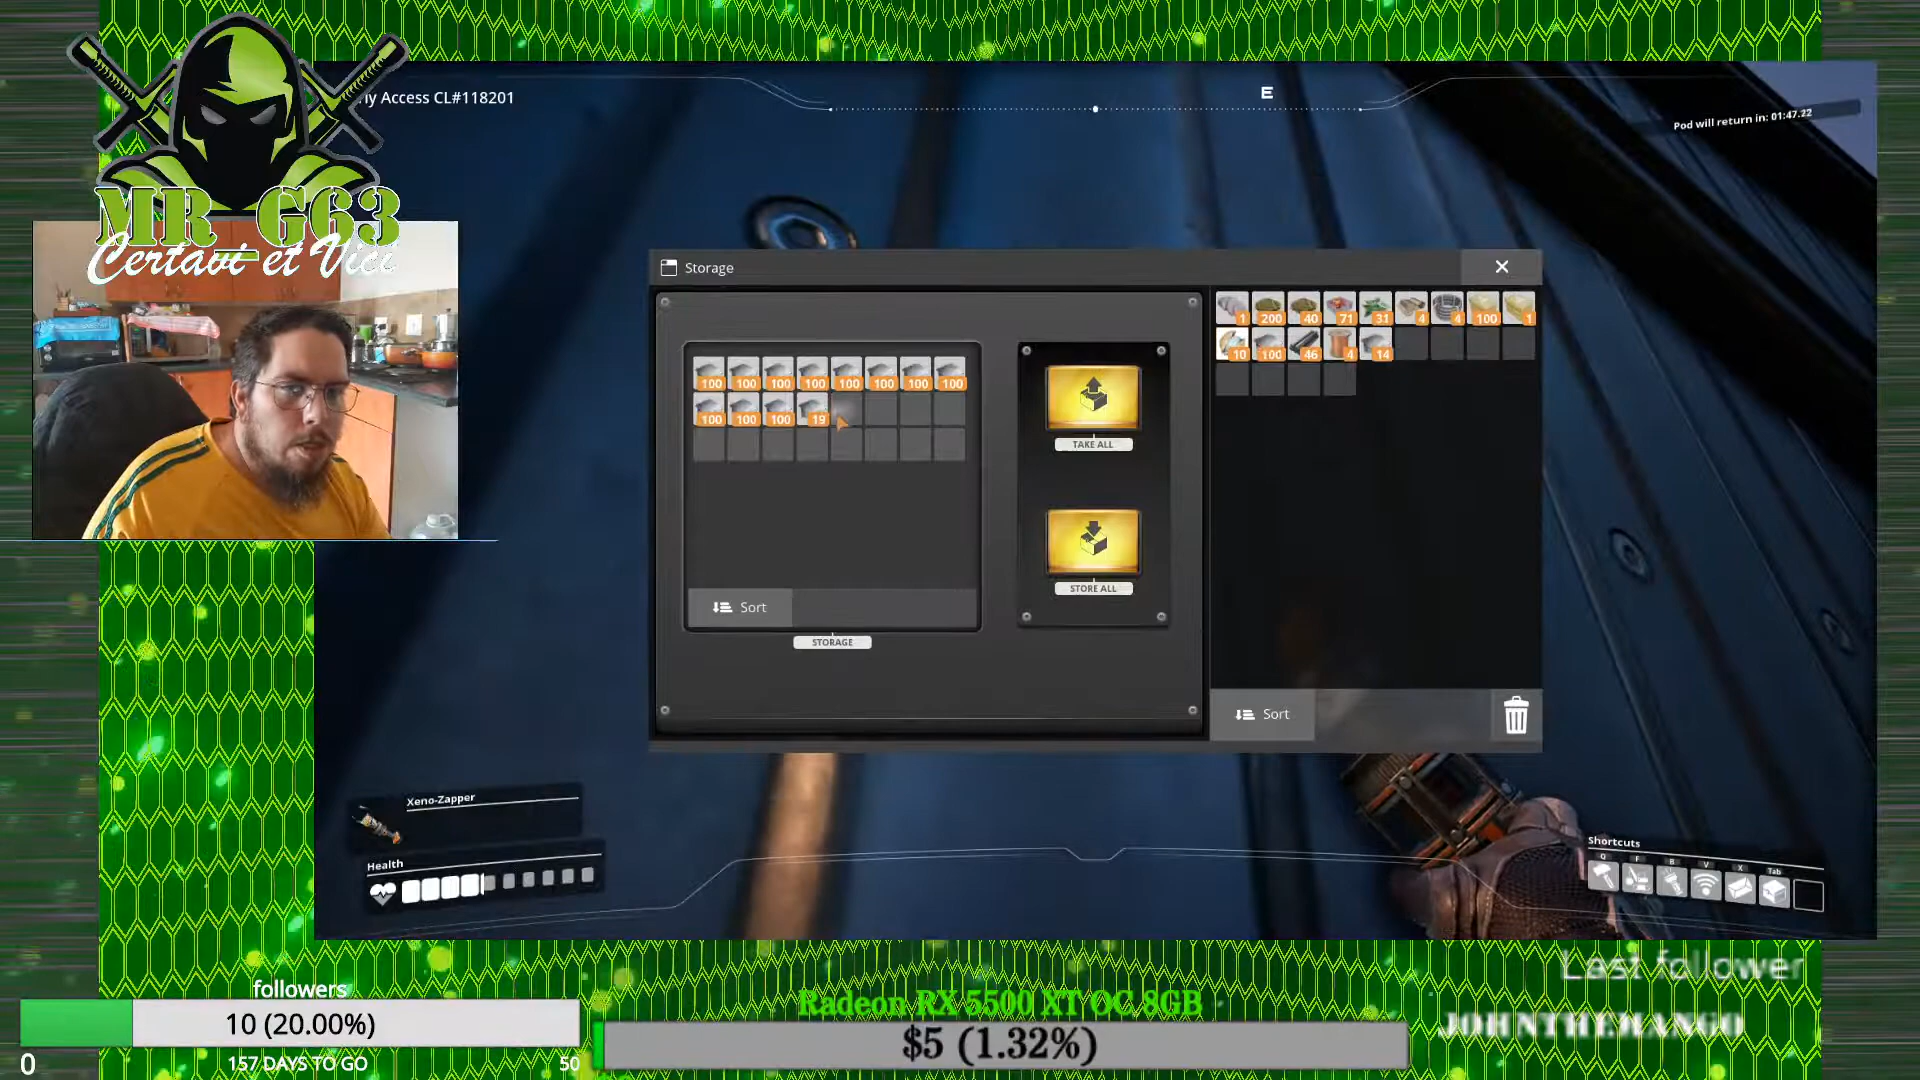 ly Access CL#118201
E
Pod will return in: 01:47.22
MR_G63
Certavi et Vici
Storage
100 100 100 100 100 100 100 100
100 100 100 19
TAKE ALL
STORE ALL
Sort
STORAGE
1 200 40 71 31 4 4 100 1
10 100 46 4 14
Sort
Xeno-Zapper
Health
Shortcuts
Q F B V X Tab
Last follower
JOHNTHEMANGO
followers
10 (20.00%)
0 157 DAYS TO GO 50
Radeon RX 5500 XT OC 8GB
$5 (1.32%)